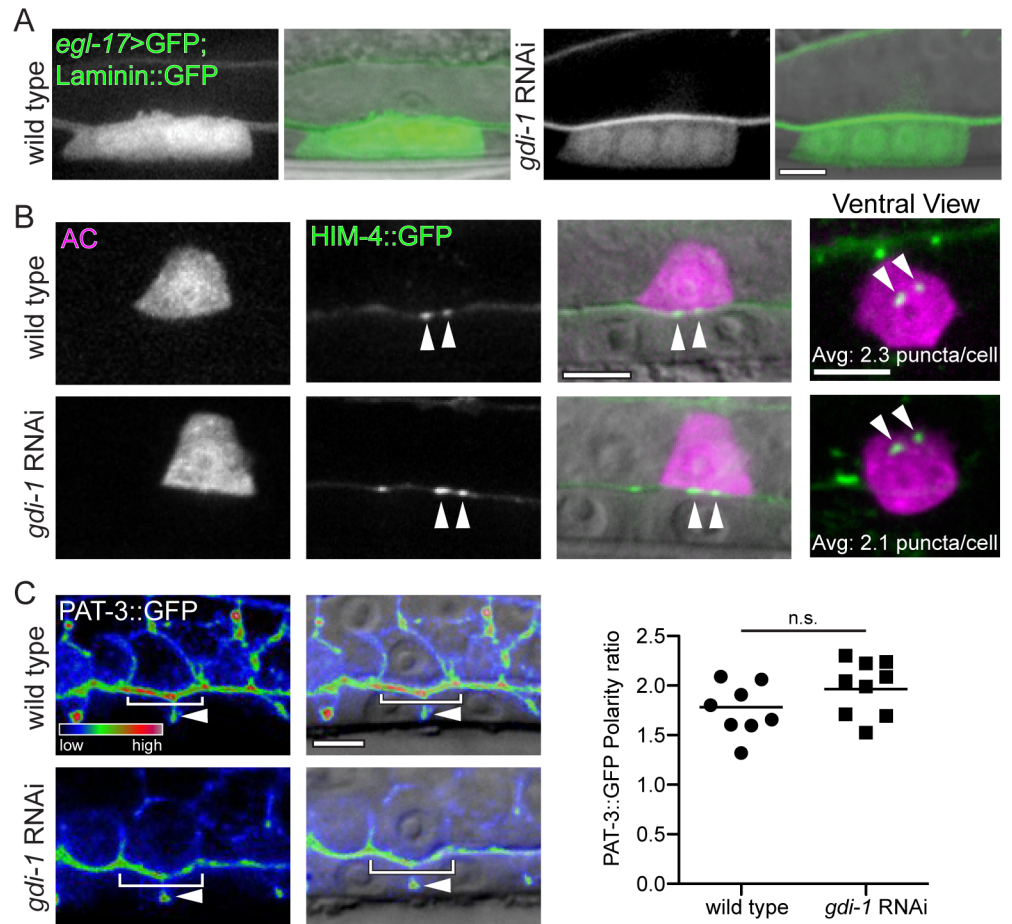 A
wild type
egl-17>GFP;
Laminin::GFP
gdi-1 RNAi
B
Ventral View
wild type
AC
HIM-4::GFP
Avg: 2.3 puncta/cell
gdi-1 RNAi
Avg: 2.1 puncta/cell
C
wild type
PAT-3::GFP
low
high
gdi-1 RNAi
n.s.
PAT-3::GFP Polarity ratio
2.5
2.0
1.5
1.0
0.5
0.0
wild type
gdi-1 RNAi